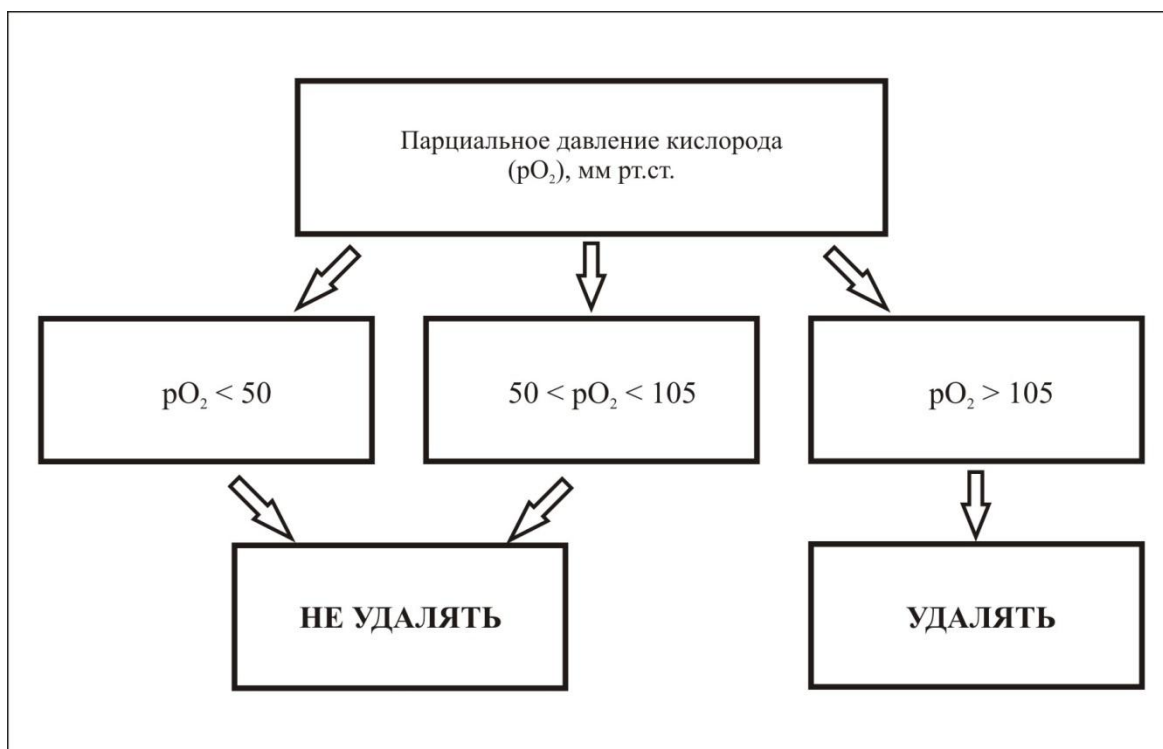 Парциальное давление кислорода
(pO₂), мм рт.ст.
pO₂ < 50
50 < pO₂ < 105
pO₂ > 105
НЕ УДАЛЯТЬ
УДАЛЯТЬ